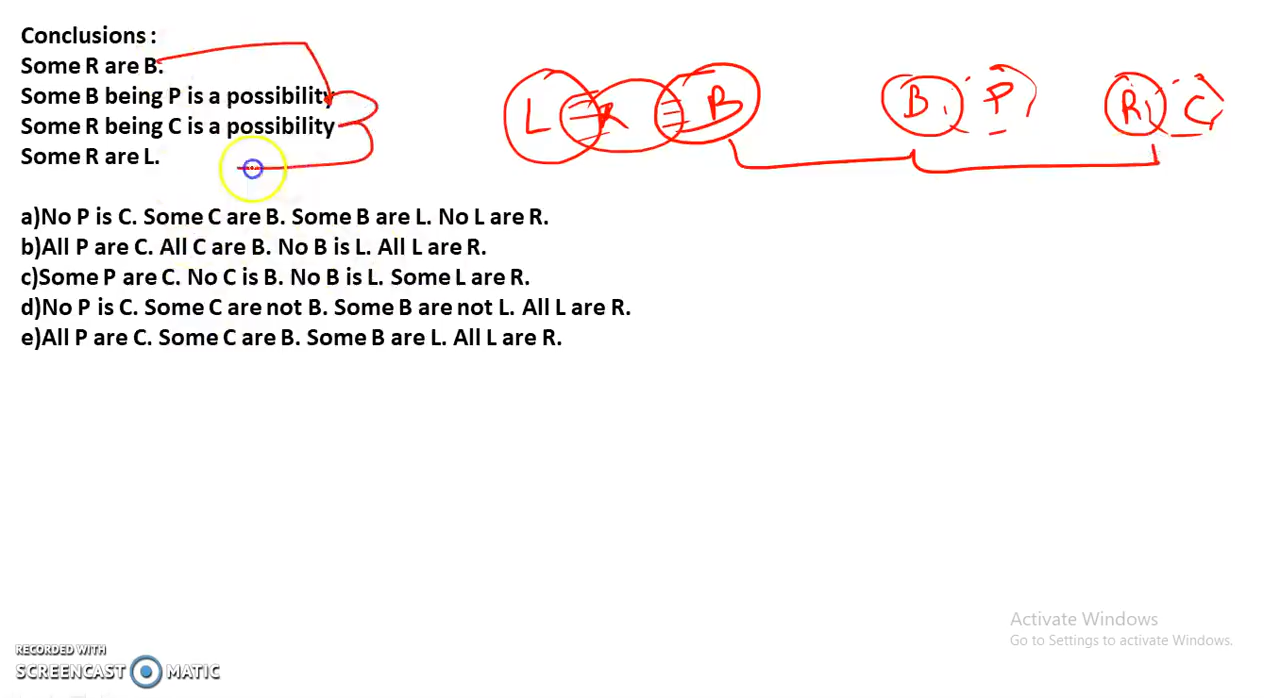 Conclusions :
Some R are B.
Some B being P is a possibility
Some R being C is a possibility
Some R are L.
L R B B P R C
a)No P is C. Some C are B. Some B are L. No L are R.
b)All P are C. All C are B. No B is L. All L are R.
c)Some P are C. No C is B. No B is L. Some L are R.
d)No P is C. Some C are not B. Some B are not L. All L are R.
e)All P are C. Some C are B. Some B are L. All L are R.
Activate Windows
Go to Settings to activate Windows.
RECORDED WITH
SCREENCAST MATIC